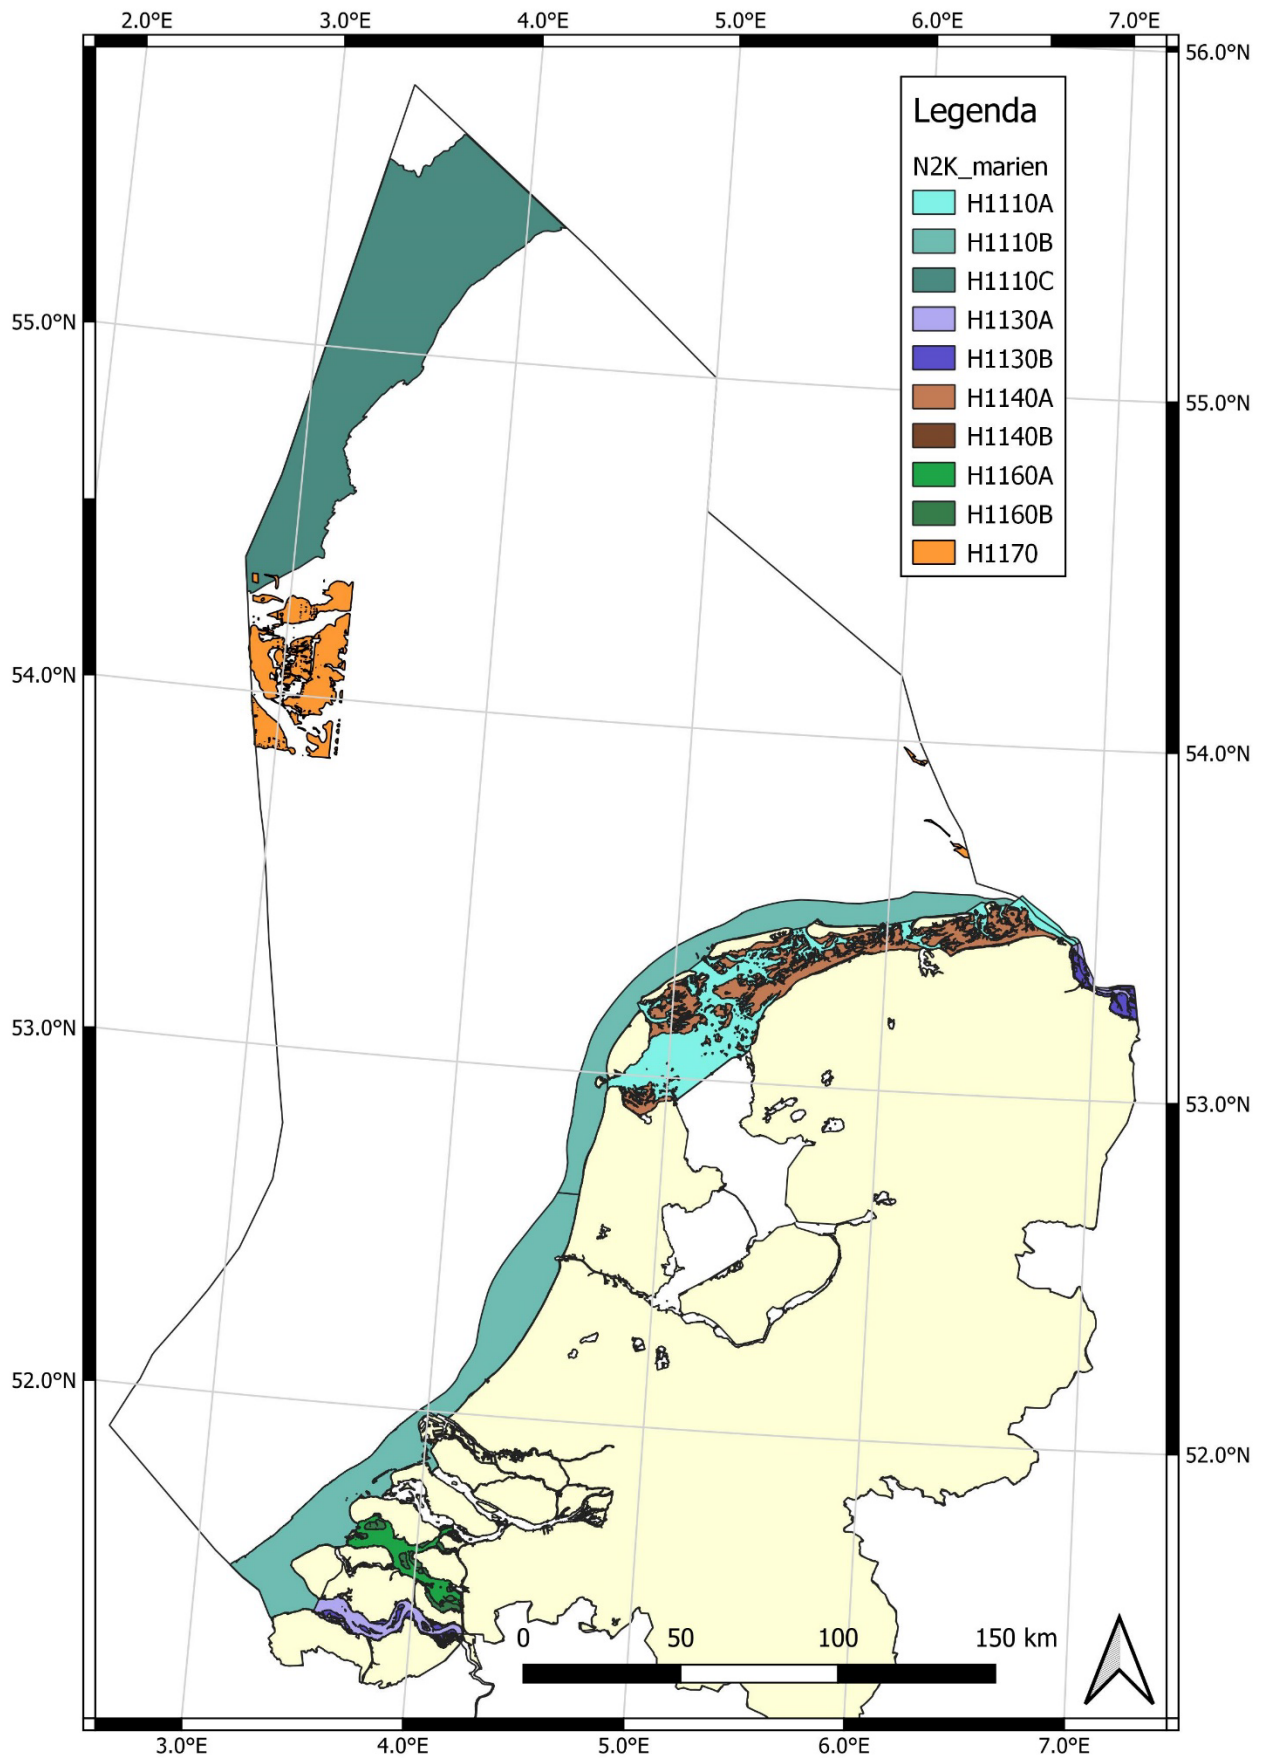 2.0°E 3.0°E 4.0°E 5.0°E 6.0°E 7.0°E
56.0°N
Legenda
N2K_marien
H1110A
H1110B
H1110C
H1130A
H1130B
H1140A
H1140B
H1160A
H1160B
H1170
55.0°N
55.0°N
54.0°N
54.0°N
53.0°N
53.0°N
52.0°N
52.0°N
0 50 100 150 km
3.0°E 4.0°E 5.0°E 6.0°E 7.0°E